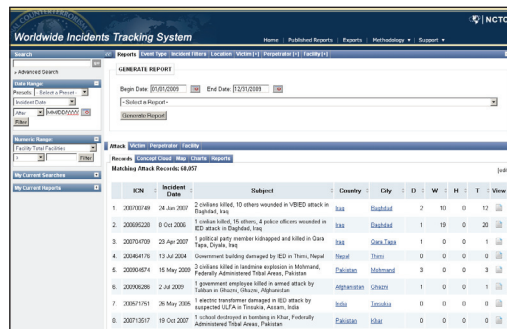 COUNTERTERRORISM
NCTC
Worldwide Incidents Tracking System
Home | Published Reports | Exports | Methodology ▾ | Support ▾
Search
» Advanced Search
Date Range
Presets - Select a Preset -
Incident Date
After MM/DD/YYYY
Filter
Numeric Range
Facility Total Facilities
Filter
My Current Searches
My Current Reports
Reports Event Type Incident Filters Location Victim [+] Perpetrator [+] Facility [+]
GENERATE REPORT
Begin Date: 01/01/2005 End Date: 12/31/2009
- Select a Report -
Generate Report
Attack Victim Perpetrator Facility
Records Concept Cloud Map Charts Reports
Matching Attack Records: 68,057
ICN Incident Date Subject Country City D W H T View
1. 200700749 24 Jan 2007 2 civilians killed, 10 others wounded in VBIED attack in Baghdad, Iraq Iraq Baghdad 2 10 0 12
2. 200695220 8 Oct 2006 1 civilian killed, 15 others, 4 police officers wounded in IED attack in Baghdad, Iraq Iraq Baghdad 1 19 0 20
3. 200704709 23 Apr 2007 1 political party member kidnapped and killed in Qara Tapa, Diyala, Iraq Iraq Qara Tapa 1 0 0 1
4. 200464176 13 Jul 2004 Government building damaged by IED in Thimi, Nepal Nepal Thimi 0 0 0 0
5. 200904574 15 May 2009 3 civilians killed in landmine explosion in Mohmand, Federally Administered Tribal Areas, Pakistan Pakistan Mohmand 3 0 0 3
6. 200908286 2 Jul 2009 1 government employee killed in armed attack by Taliban in Ghazni, Ghazni, Afghanistan Afghanistan Ghazni 1 0 0 1
7. 200571751 26 May 2005 1 electric transformer damaged in IED attack by suspected ULFA in Tinsukia, Assam, India India Tinsukia 0 0 0 0
8. 200713517 19 Oct 2007 1 school destroyed in bombing in Khar, Federally Administered Tribal Areas, Pakistan Pakistan Khar 0 0 0 0